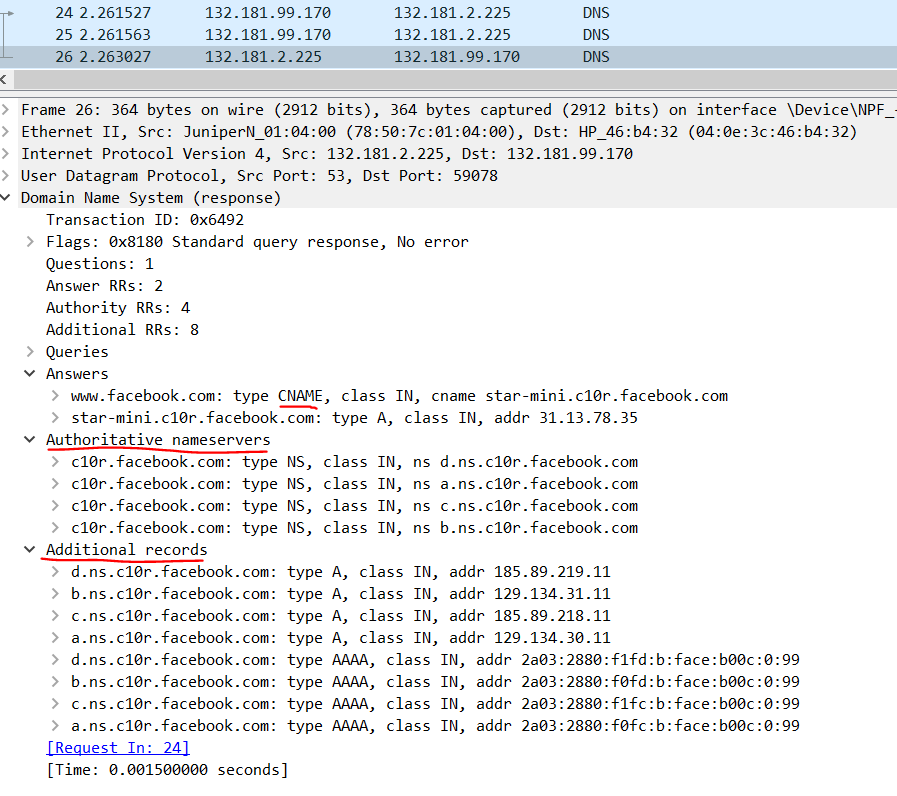 24 2.261527 132.181.99.170 132.181.2.225 DNS
25 2.261563 132.181.99.170 132.181.2.225 DNS
26 2.263027 132.181.2.225 132.181.99.170 DNS
Frame 26: 364 bytes on wire (2912 bits), 364 bytes captured (2912 bits) on interface \Device\NPF_
Ethernet II, Src: JuniperN_01:04:00 (78:50:7c:01:04:00), Dst: HP_46:b4:32 (04:0e:3c:46:b4:32)
Internet Protocol Version 4, Src: 132.181.2.225, Dst: 132.181.99.170
User Datagram Protocol, Src Port: 53, Dst Port: 59078
Domain Name System (response)
Transaction ID: 0x6492
Flags: 0x8180 Standard query response, No error
Questions: 1
Answer RRs: 2
Authority RRs: 4
Additional RRs: 8
Queries
Answers
www.facebook.com: type CNAME, class IN, cname star-mini.c10r.facebook.com
star-mini.c10r.facebook.com: type A, class IN, addr 31.13.78.35
Authoritative nameservers
c10r.facebook.com: type NS, class IN, ns d.ns.c10r.facebook.com
c10r.facebook.com: type NS, class IN, ns a.ns.c10r.facebook.com
c10r.facebook.com: type NS, class IN, ns c.ns.c10r.facebook.com
c10r.facebook.com: type NS, class IN, ns b.ns.c10r.facebook.com
Additional records
d.ns.c10r.facebook.com: type A, class IN, addr 185.89.219.11
b.ns.c10r.facebook.com: type A, class IN, addr 129.134.31.11
c.ns.c10r.facebook.com: type A, class IN, addr 185.89.218.11
a.ns.c10r.facebook.com: type A, class IN, addr 129.134.30.11
d.ns.c10r.facebook.com: type AAAA, class IN, addr 2a03:2880:f1fd:b:face:b00c:0:99
b.ns.c10r.facebook.com: type AAAA, class IN, addr 2a03:2880:f0fd:b:face:b00c:0:99
c.ns.c10r.facebook.com: type AAAA, class IN, addr 2a03:2880:f1fc:b:face:b00c:0:99
a.ns.c10r.facebook.com: type AAAA, class IN, addr 2a03:2880:f0fc:b:face:b00c:0:99
[Request In: 24]
[Time: 0.001500000 seconds]